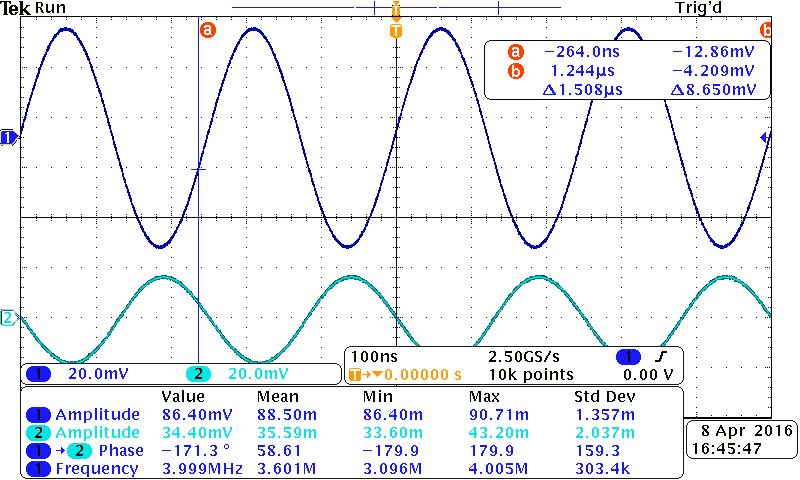 Tek Run Trig'd
a b
T
T
a −264.0ns −12.86mV
b 1.244µs −4.209mV
Δ1.508µs Δ8.650mV
1
2
1 20.0mV 2 20.0mV
100ns 2.50GS/s 1
T→▼0.00000 s 10k points 0.00 V
Value Mean Min Max Std Dev
1 Amplitude 86.40mV 88.50m 86.40m 90.71m 1.357m
2 Amplitude 34.40mV 35.59m 33.60m 43.20m 2.037m
1 → 2 Phase −171.3 ° 58.61 −179.9 179.9 159.3
1 Frequency 3.999MHz 3.601M 3.096M 4.005M 303.4k
8 Apr 2016
16:45:47